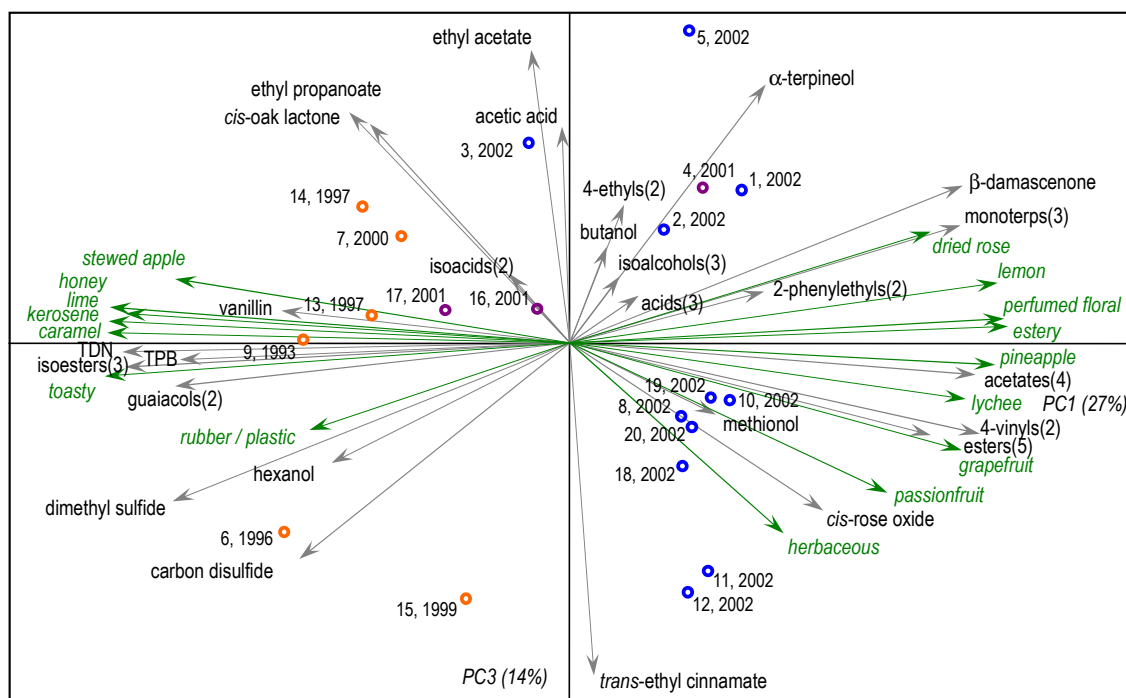 ethyl acetate
5, 2002
α-terpineol
ethyl propanoate
cis-oak lactone
acetic acid
3, 2002
4, 2001
1, 2002
4-ethyls(2)
β-damascenone
14, 1997
2, 2002
monoterps(3)
7, 2000
butanol
dried rose
stewed apple
isoacids(2)
isoalcohols(3)
lemon
honey
17, 2001
16, 2001
acids(3)
2-phenylethyls(2)
lime
vanillin
13, 1997
perfumed floral
kerosene
estery
caramel
TDN
9, 1993
pineapple
isoesters(3)
TPB
acetates(4)
toasty
guaiacols(2)
19, 2002
10, 2002
lychee
PC1 (27%)
8, 2002
methionol
4-vinyls(2)
rubber / plastic
20, 2002
esters(5)
hexanol
18, 2002
grapefruit
dimethyl sulfide
passionfruit
cis-rose oxide
6, 1996
herbaceous
carbon disulfide
11, 2002
15, 1999
12, 2002
PC3 (14%)
trans-ethyl cinnamate